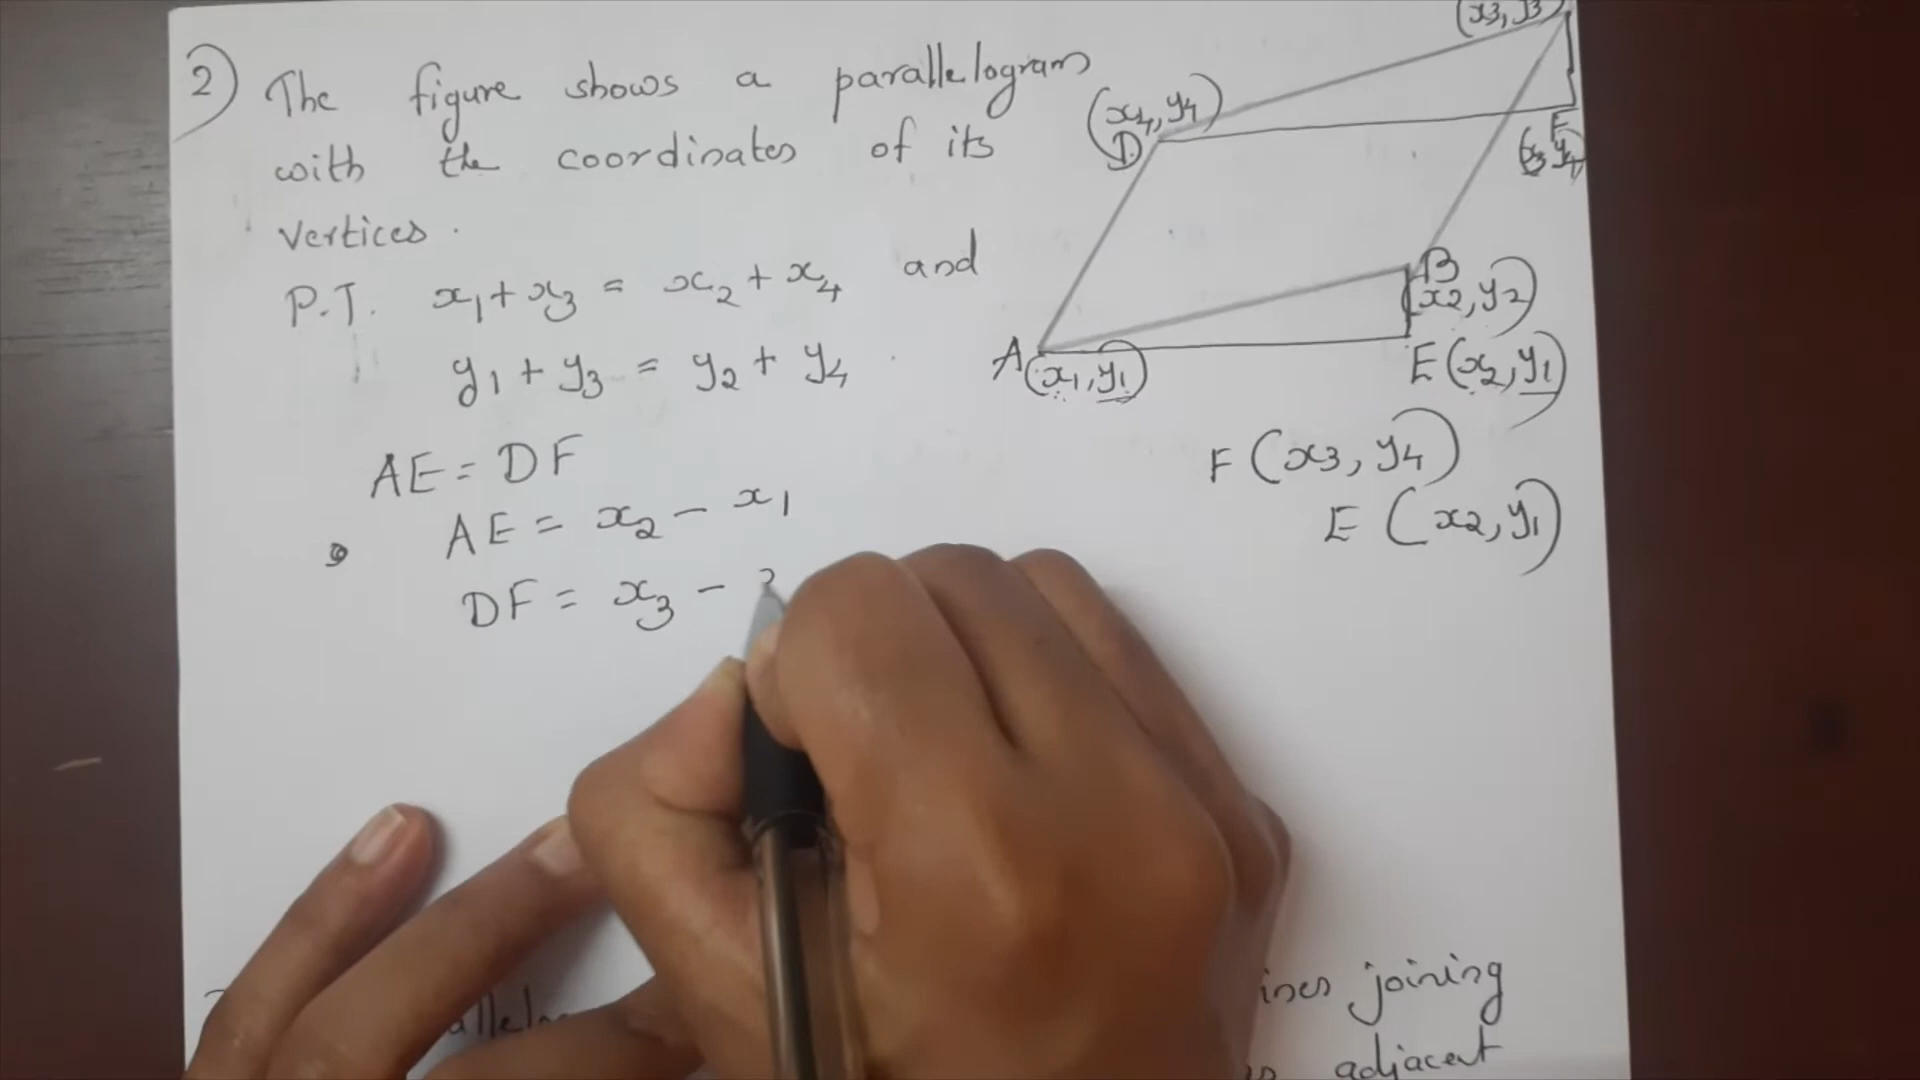 2) The figure shows a parallelogram
with the coordinates of its
vertices.
P.T. x1 + x3 = x2 + x4 and
y1 + y3 = y2 + y4.
AE = DF
AE = x2 - x1
DF = x3 -
(x3, y3)
(x4, y4)
D
F
(x3 y4)
B
(x2, y2)
A (x1, y1)
E (x2, y1)
F (x3, y4)
E (x2, y1)
joining
adjacent